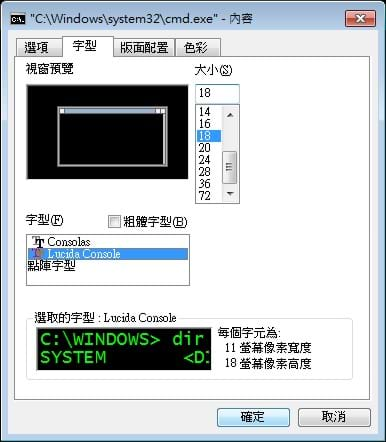 "C:\Windows\system32\cmd.exe" - 內容
選項
字型
版面配置
色彩
視窗預覽
大小(S)
18
14
16
18
20
24
28
36
72
字型(F)
粗體字型(B)
Consolas
Lucida Console
點陣字型
選取的字型 : Lucida Console
C:\WINDOWS> dir
SYSTEM <DI
每個字元為:
11 螢幕像素寬度
18 螢幕像素高度
確定
取消